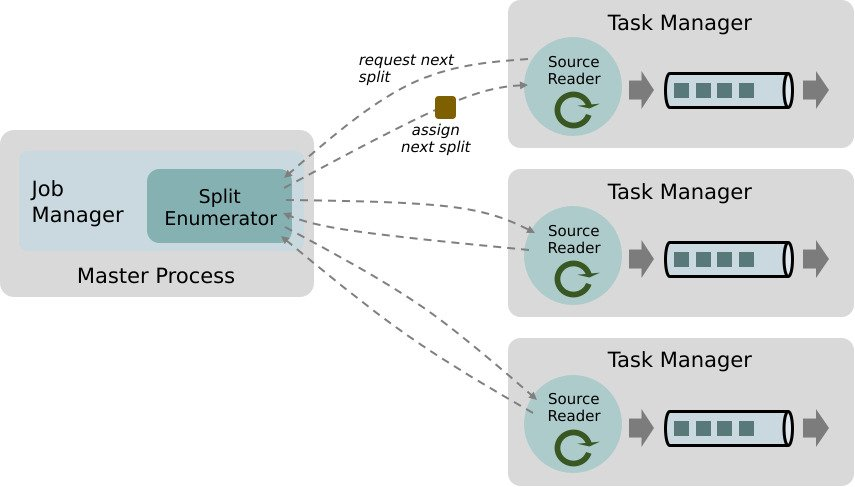 Task Manager
Source
Reader
request next
split
assign
next split
Job
Manager
Split
Enumerator
Master Process
Task Manager
Source
Reader
Task Manager
Source
Reader